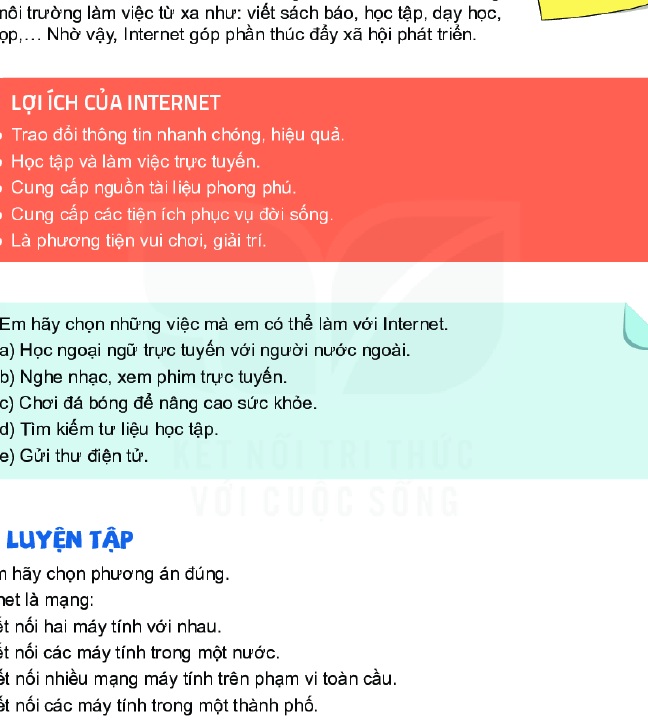 môi trường làm việc từ xa như: viết sách báo, học tập, dạy học,
Nhờ vậy, Internet góp phần thúc đẩy xã hội phát triển.
LỢI ÍCH CỦA INTERNET
Trao đổi thông tin nhanh chóng, hiệu quả.
Học tập và làm việc trực tuyến.
Cung cấp nguồn tài liệu phong phú.
Cung cấp các tiện ích phục vụ đời sống.
Là phương tiện vui chơi, giải trí.
Em hãy chọn những việc mà em có thể làm với Internet.
a) Học ngoại ngữ trực tuyến với người nước ngoài.
b) Nghe nhạc, xem phim trực tuyến.
c) Chơi đá bóng để nâng cao sức khỏe.
d) Tìm kiếm tư liệu học tập.
e) Gửi thư điện tử.
KẾT NỐI TRI THỨC
VỚI CUỘC SỐNG
LUYỆN TẬP
hãy chọn phương án đúng.
net là mạng:
nối hai máy tính với nhau.
nối các máy tính trong một nước.
nối nhiều mạng máy tính trên phạm vi toàn cầu.
nối các máy tính trong một thành phố.